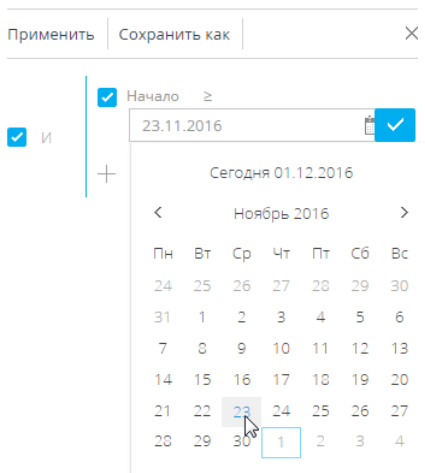 Применить Сохранить как
Начало ≥
23.11.2016
И
Сегодня 01.12.2016
Ноябрь 2016
Пн Вт Ср Чт Пт Сб Вс
24 25 26 27 28 29 30
31 1 2 3 4 5 6
7 8 9 10 11 12 13
14 15 16 17 18 19 20
21 22 23 24 25 26 27
28 29 30 1 2 3 4